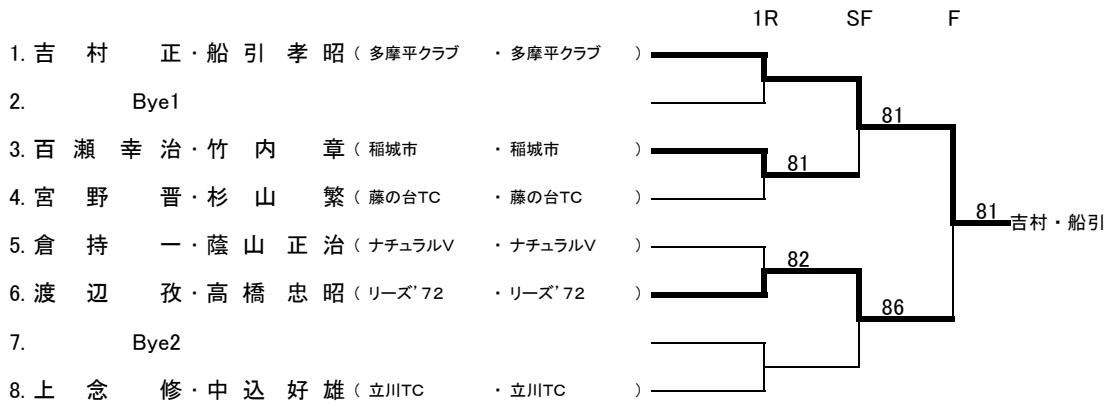 1R SF F
1. 吉 村 正・船 引 孝 昭 ( 多摩平クラブ ・ 多摩平クラブ )
2. Bye1
81
3. 百 瀬 幸 治・竹 内 章 ( 稲城市 ・ 稲城市 )
81
4. 宮 野 晋・杉 山 繁 ( 藤の台TC ・ 藤の台TC )
81 吉村・船引
5. 倉 持 一・蔭 山 正 治 ( ナチュラルV ・ ナチュラルV )
82
6. 渡 辺 孜・高 橋 忠 昭 ( リーズ'72 ・ リーズ'72 )
86
7. Bye2
8. 上 念 修・中 込 好 雄 ( 立川TC ・ 立川TC )